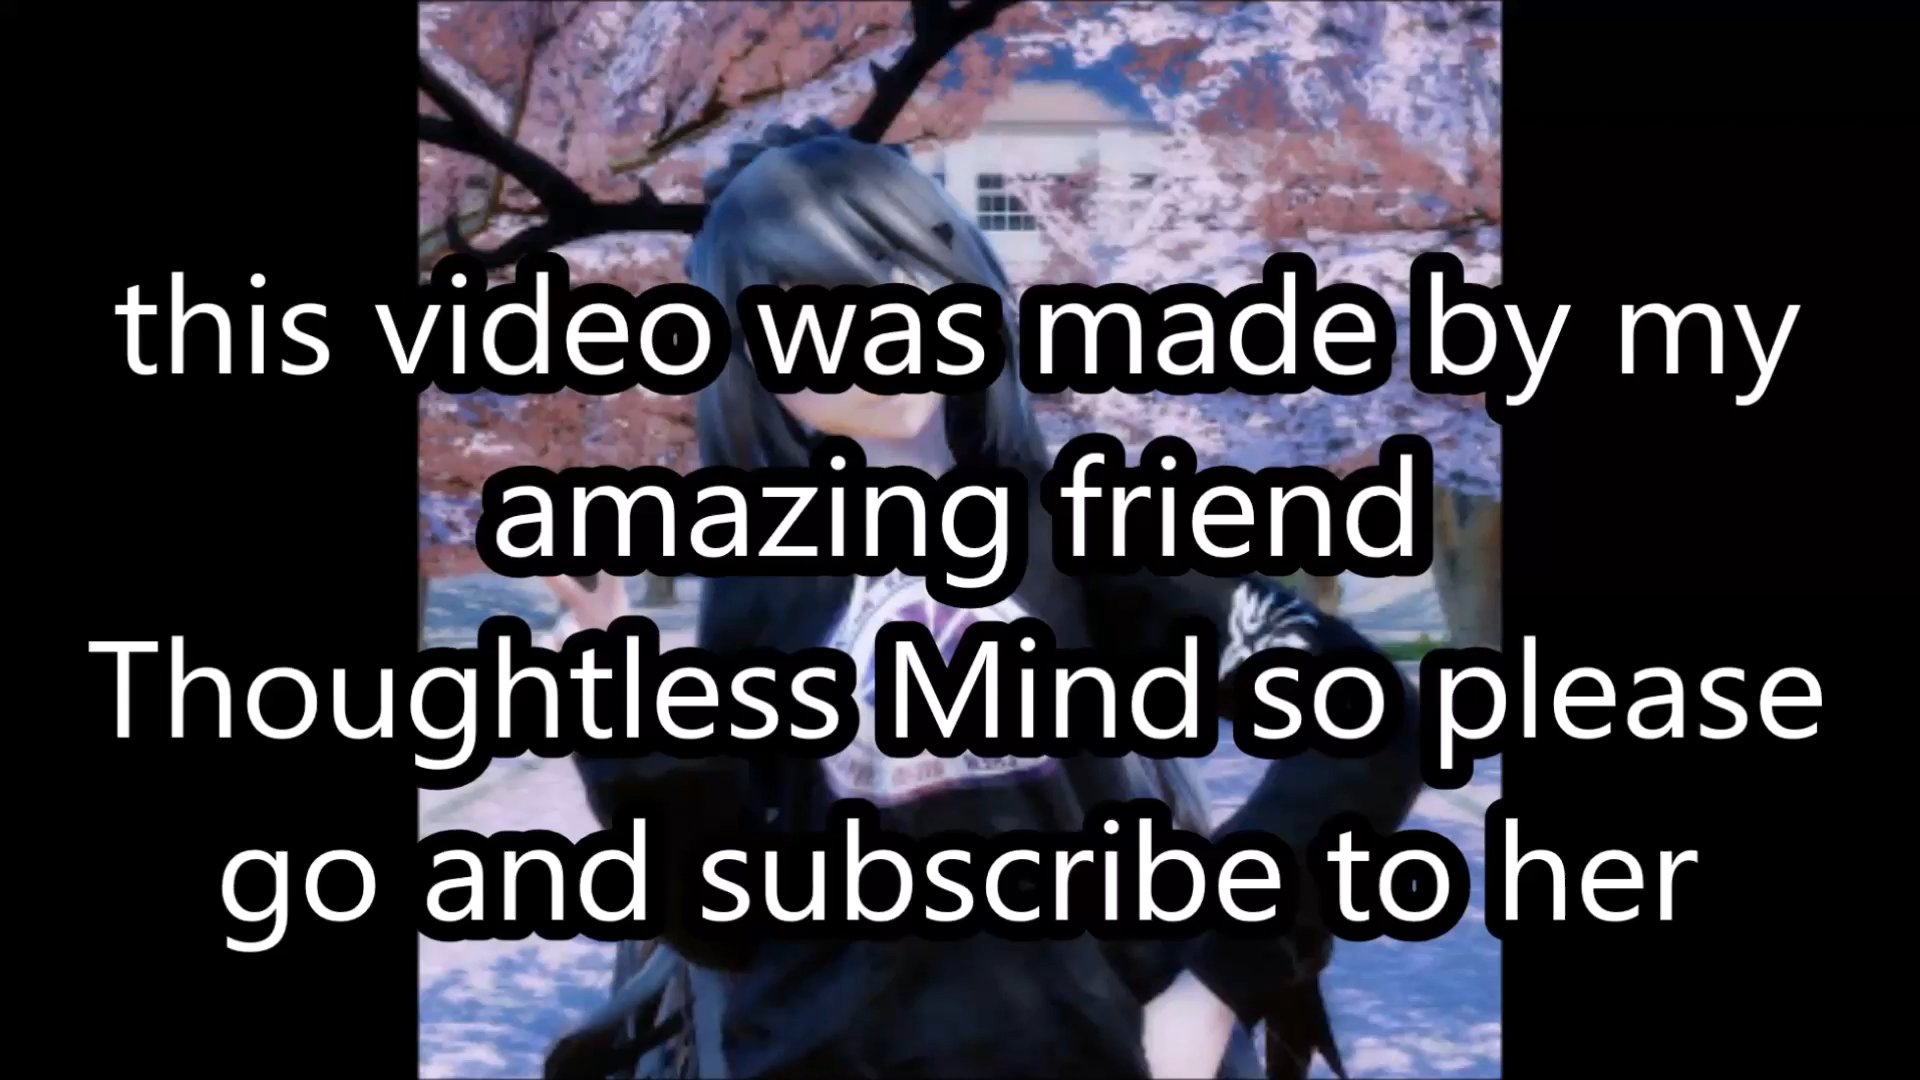 this video was made by my
amazing friend
Thoughtless Mind so please
go and subscribe to her